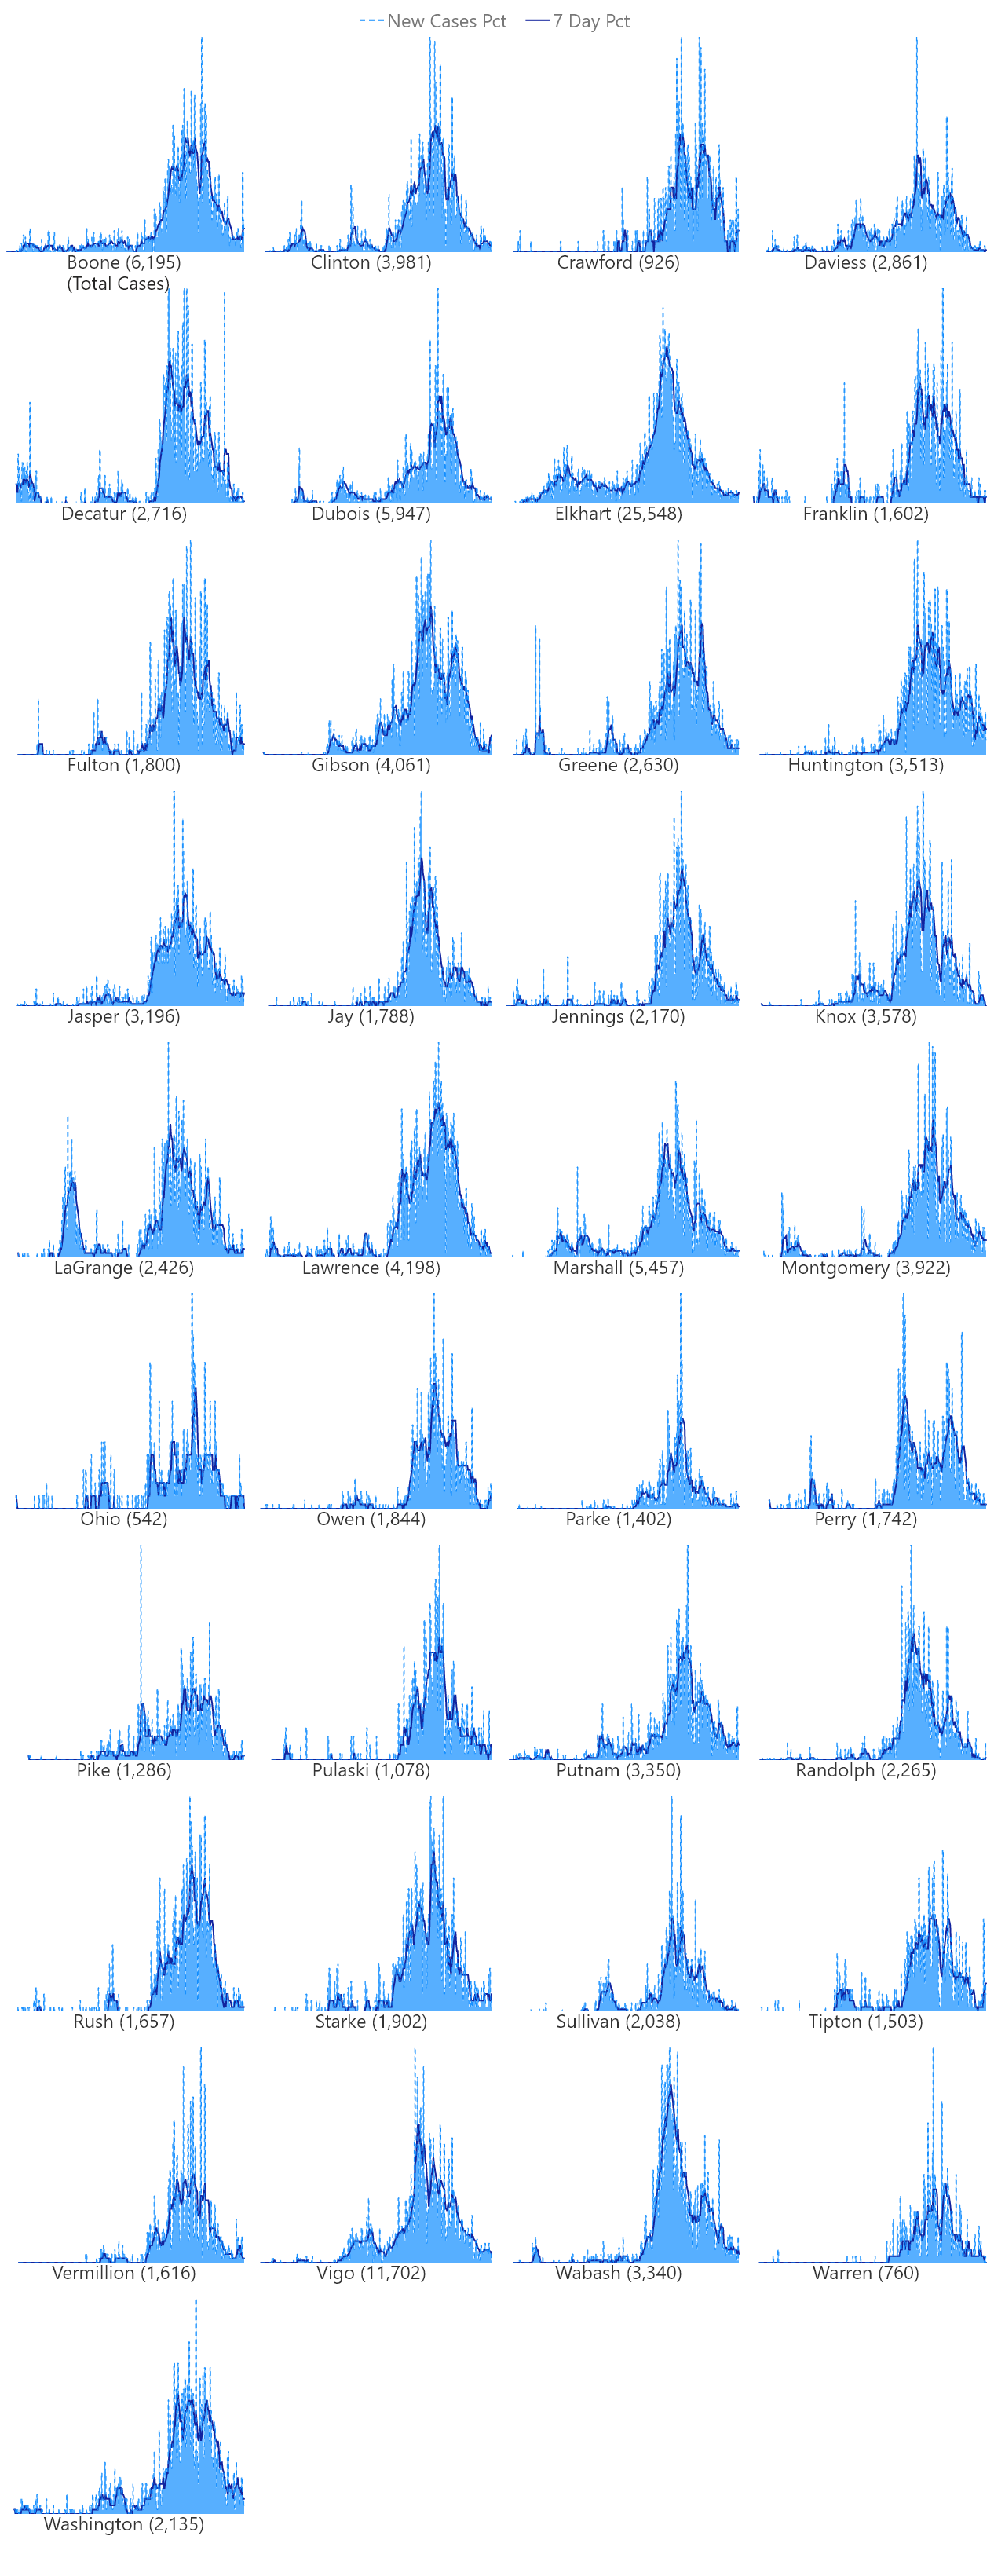 New Cases Pct 7 Day Pct
Boone (6,195) Clinton (3,981) Crawford (926) Daviess (2,861)
(Total Cases)
Decatur (2,716) Dubois (5,947) Elkhart (25,548) Franklin (1,602)
Fulton (1,800) Gibson (4,061) Greene (2,630) Huntington (3,513)
Jasper (3,196) Jay (1,788) Jennings (2,170) Knox (3,578)
LaGrange (2,426) Lawrence (4,198) Marshall (5,457) Montgomery (3,922)
Ohio (542) Owen (1,844) Parke (1,402) Perry (1,742)
Pike (1,286) Pulaski (1,078) Putnam (3,350) Randolph (2,265)
Rush (1,657) Starke (1,902) Sullivan (2,038) Tipton (1,503)
Vermillion (1,616) Vigo (11,702) Wabash (3,340) Warren (760)
Washington (2,135)